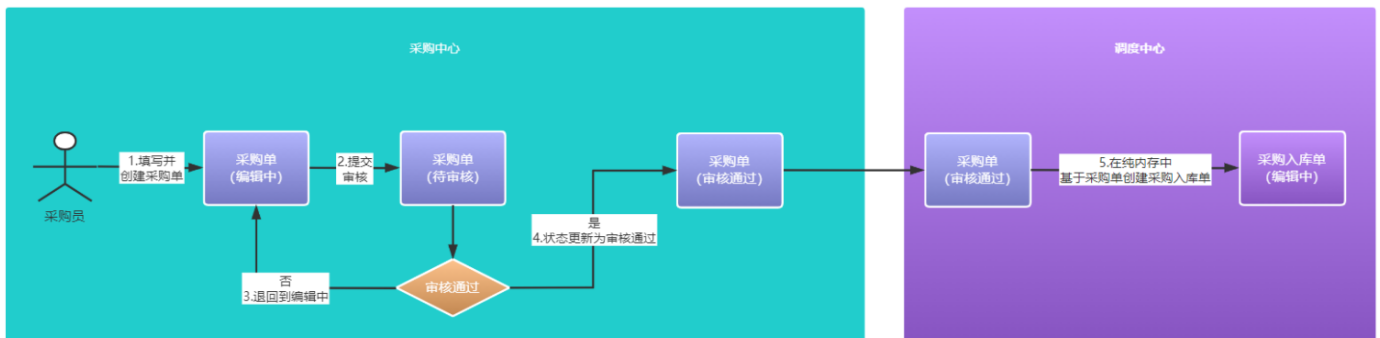 采购中心
调度中心
采购员
1.填写并
创建采购单
采购单
(编辑中)
2.提交
审核
采购单
(待审核)
审核通过
否
3.退回到编辑中
是
4.状态更新为审核通过
采购单
(审核通过)
采购单
(审核通过)
5.在纯内存中
基于采购单创建采购入库单
采购入库单
(编辑中)